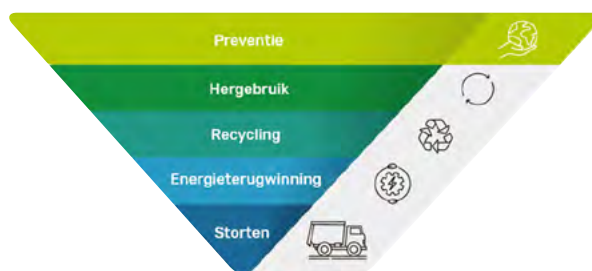 Preventie
Hergebruik
Recycling
Energieterugwinning
Storten